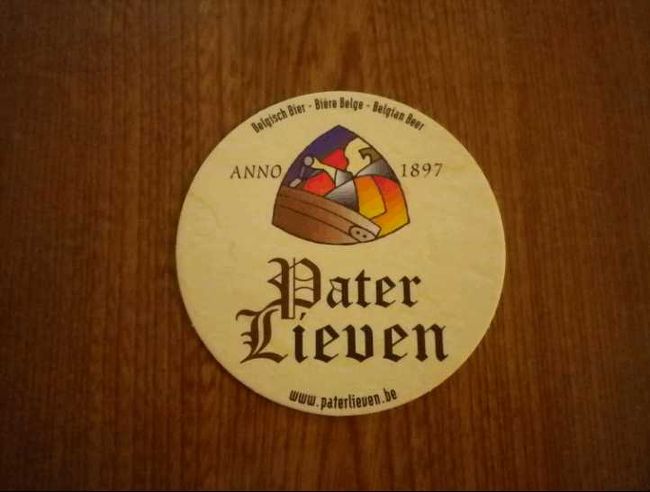 Belgisch Bier - Bière Belge - Belgian Beer
ANNO 1897
Pater
Lieven
www.paterlieven.be